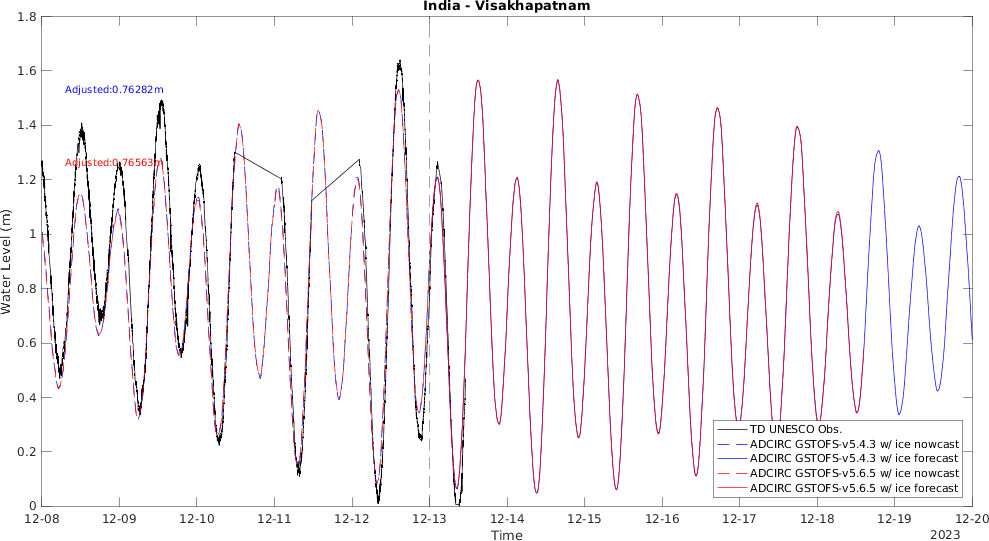 India - Visakhapatnam
1.8
1.6
1.4
1.2
1
0.8
0.6
0.4
0.2
0
Water Level (m)
Adjusted:0.76282m
Adjusted:0.76563m
TD UNESCO Obs.
ADCIRC GSTOFS-v5.4.3 w/ ice nowcast
ADCIRC GSTOFS-v5.4.3 w/ ice forecast
ADCIRC GSTOFS-v5.6.5 w/ ice nowcast
ADCIRC GSTOFS-v5.6.5 w/ ice forecast
12-08 12-09 12-10 12-11 12-12 12-13 12-14 12-15 12-16 12-17 12-18 12-19 12-20
Time
2023